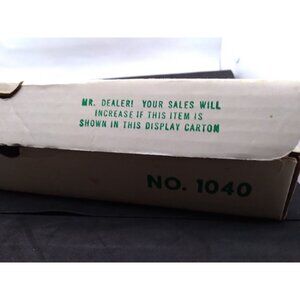 MR. DEALER! YOUR SALES WILL
INCREASE IF THIS ITEM IS
SHOWN IN THIS DISPLAY CARTON
NO. 1040